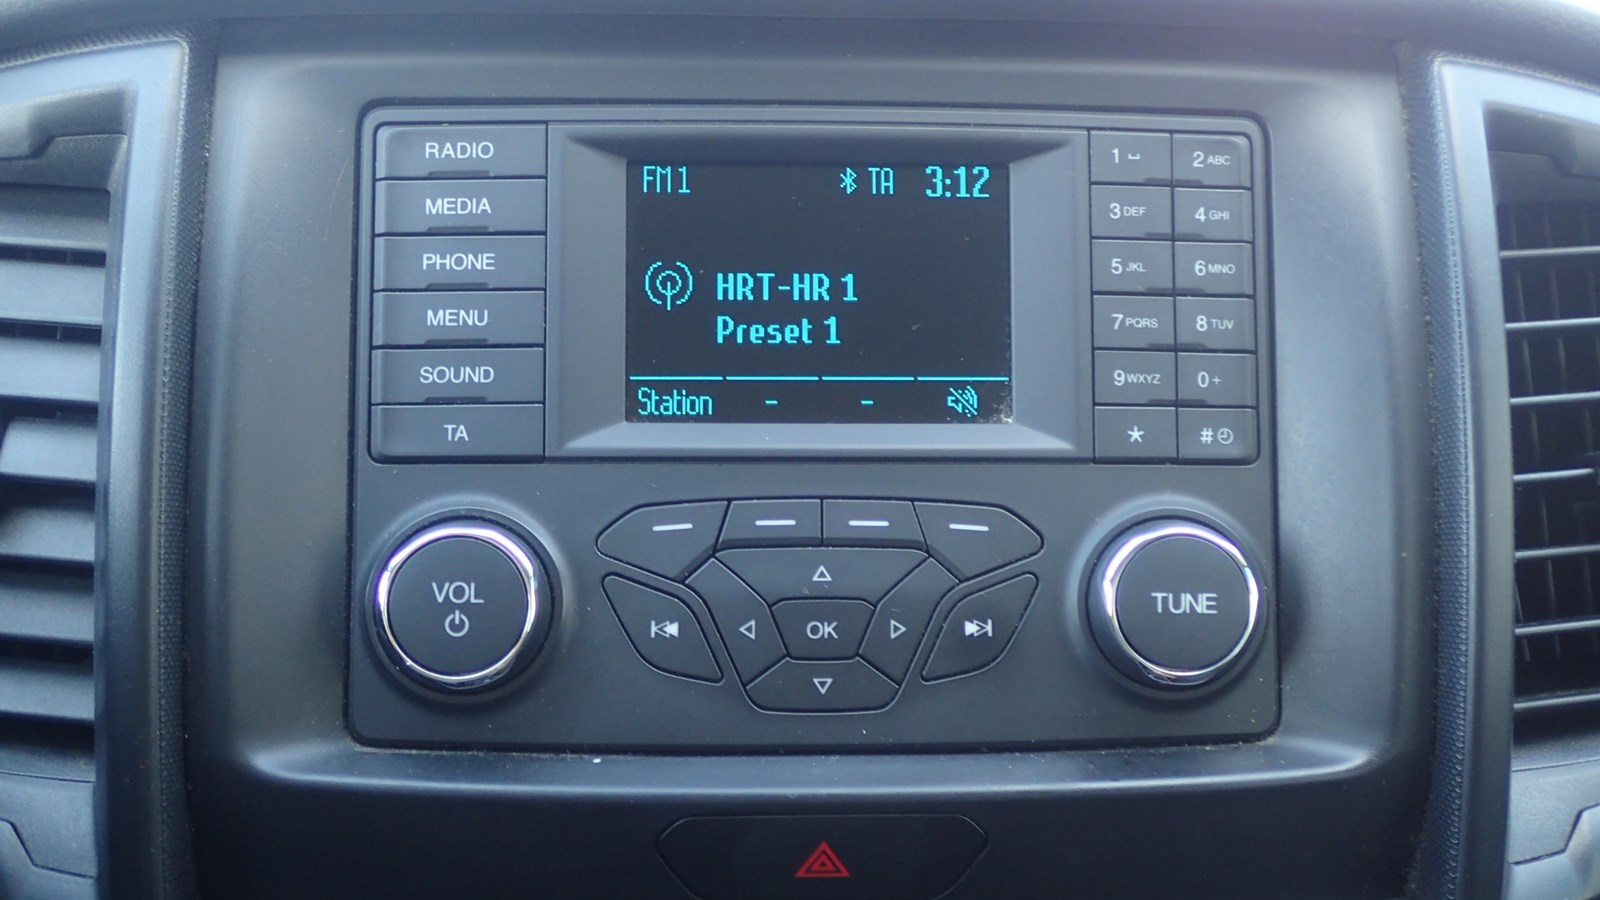 RADIO
MEDIA
PHONE
MENU
SOUND
TA
FM1 TA 3:12
HRT-HR 1
Preset 1
Station - -
1 2 ABC
3 DEF 4 GHI
5 JKL 6 MNO
7 PQRS 8 TUV
9 WXYZ 0 +
* #
VOL
OK
TUNE